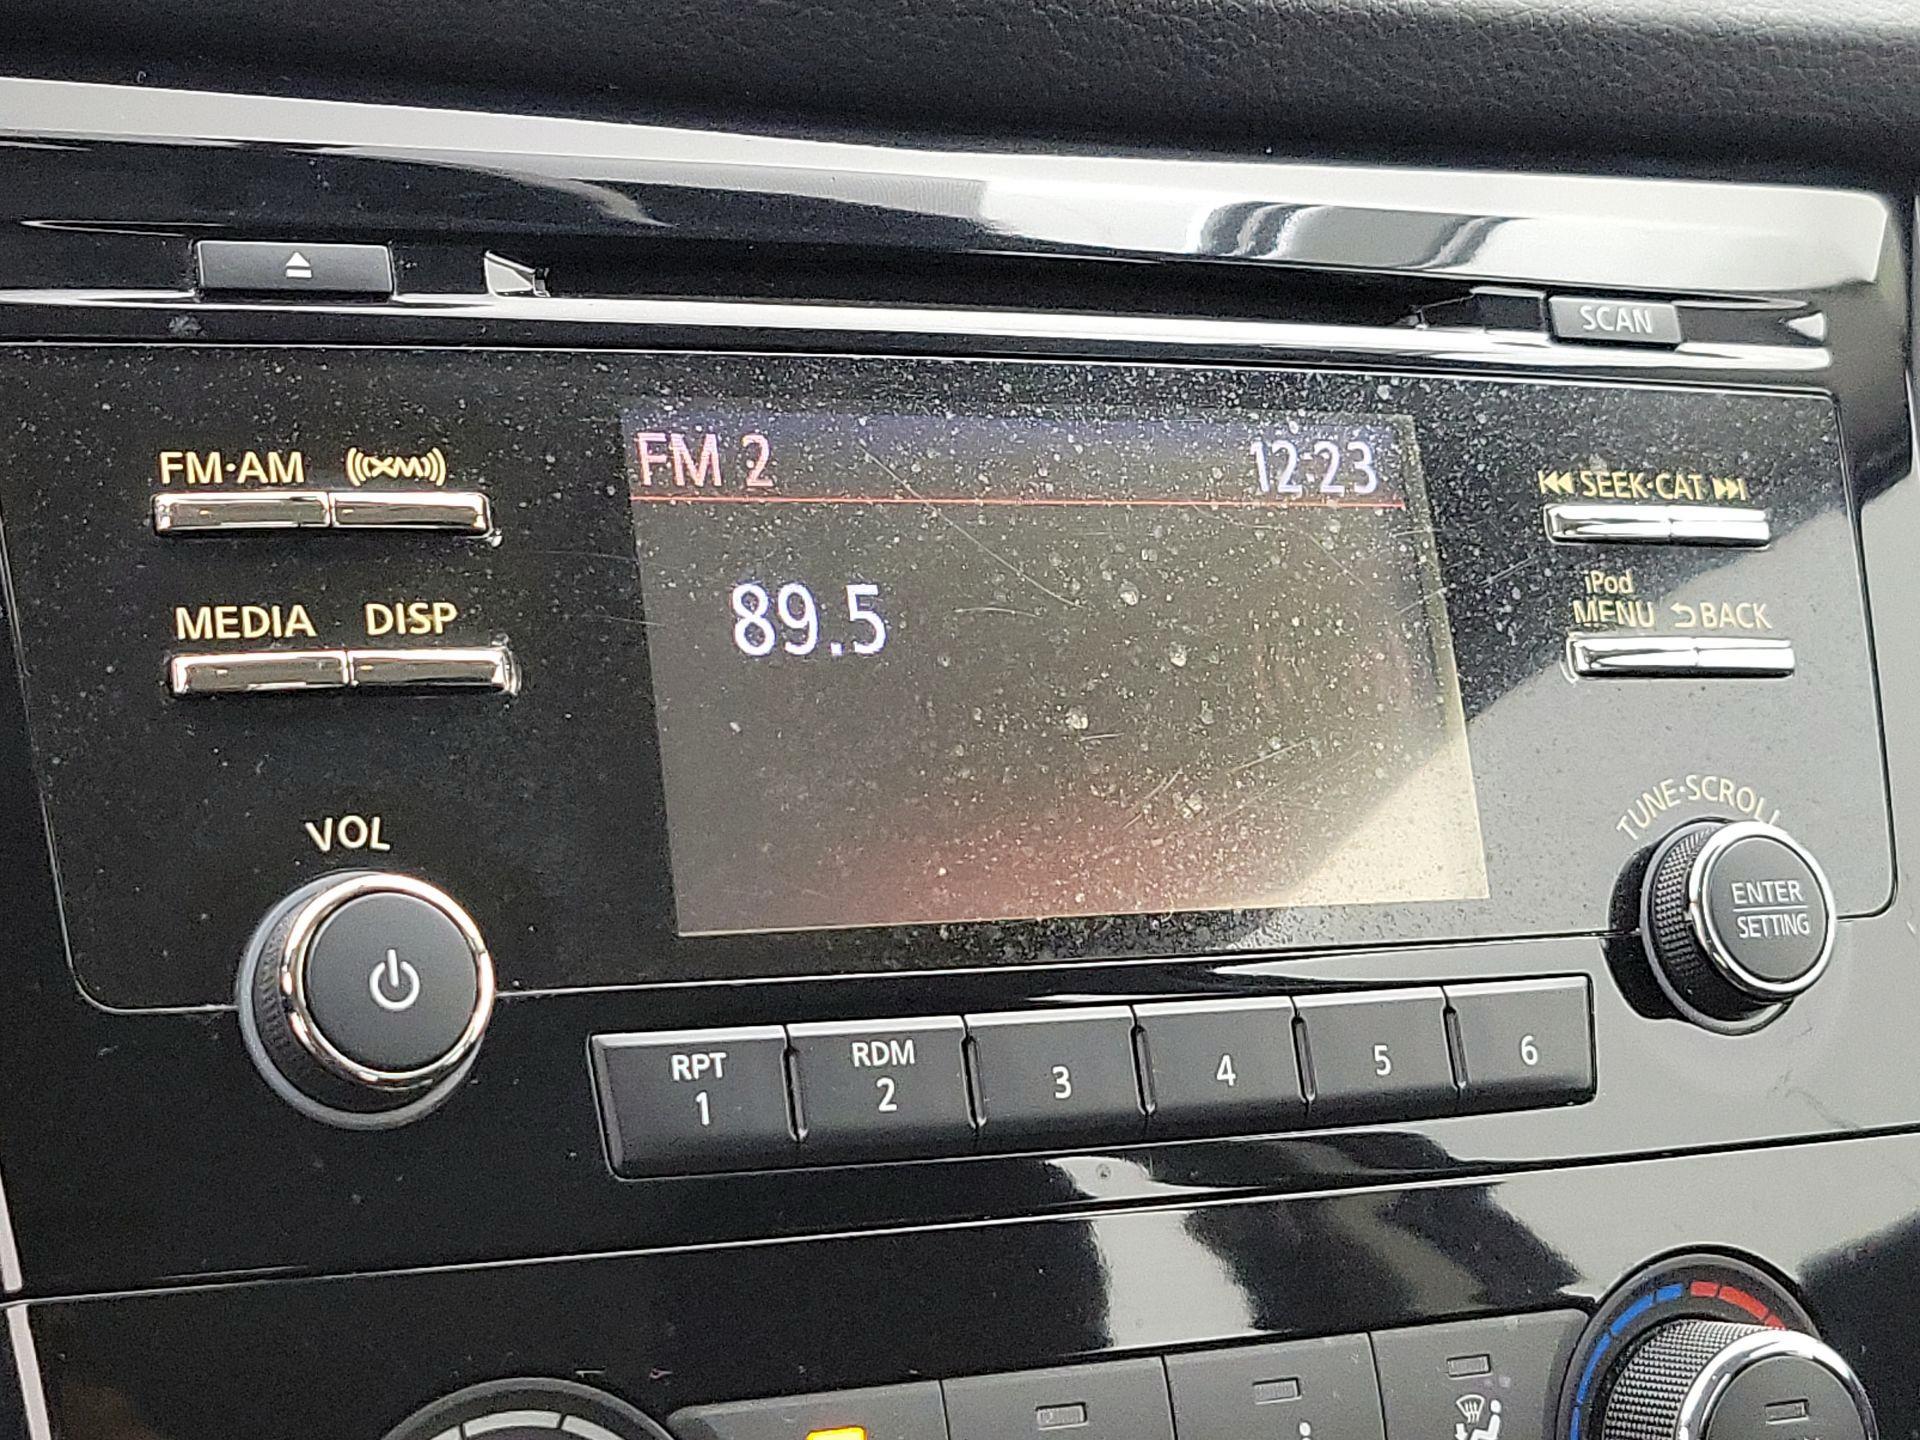 SCAN
FM·AM (((XM)))
FM 2 12:23
SEEK·CAT
89.5
iPod
MENU BACK
MEDIA DISP
VOL
TUNE·SCROLL
ENTER
SETTING
RPT RDM
1 2 3 4 5 6